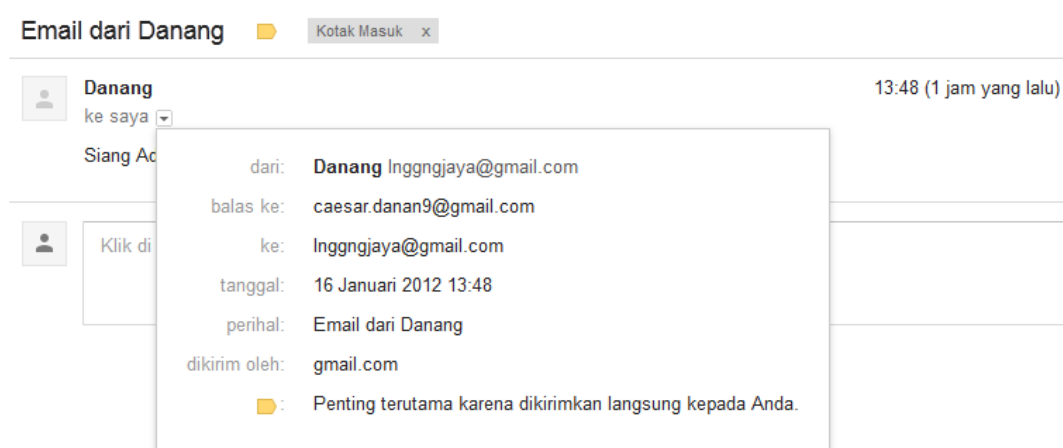 Email dari Danang Kotak Masuk x
Danang 13:48 (1 jam yang lalu)
ke saya
Siang Ad
dari: Danang lnggngjaya@gmail.com
balas ke: caesar.danan9@gmail.com
Klik di
ke: lnggngjaya@gmail.com
tanggal: 16 Januari 2012 13:48
perihal: Email dari Danang
dikirim oleh: gmail.com
: Penting terutama karena dikirimkan langsung kepada Anda.